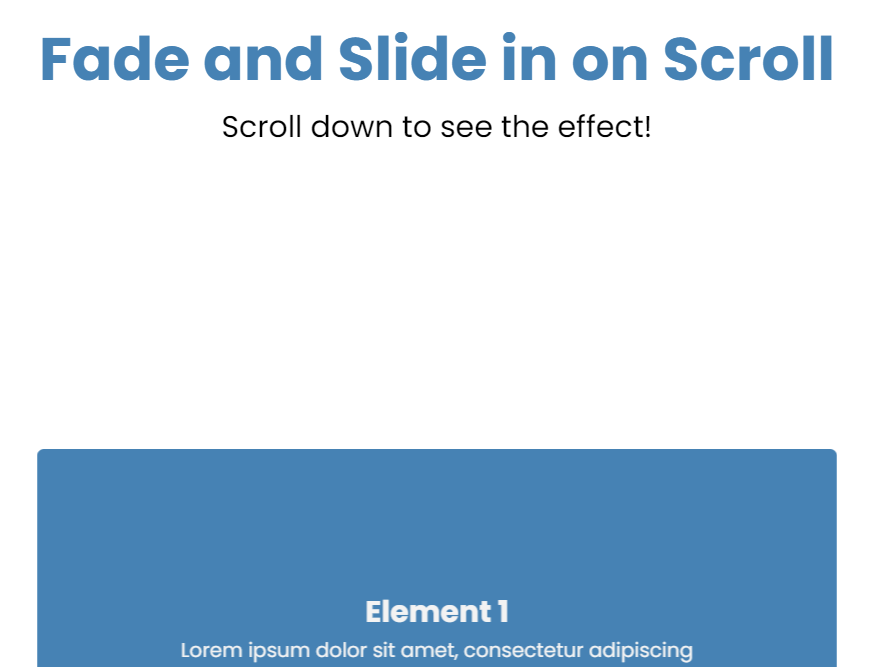 Fade and Slide in on Scroll
Scroll down to see the effect!
Element 1
Lorem ipsum dolor sit amet, consectetur adipiscing